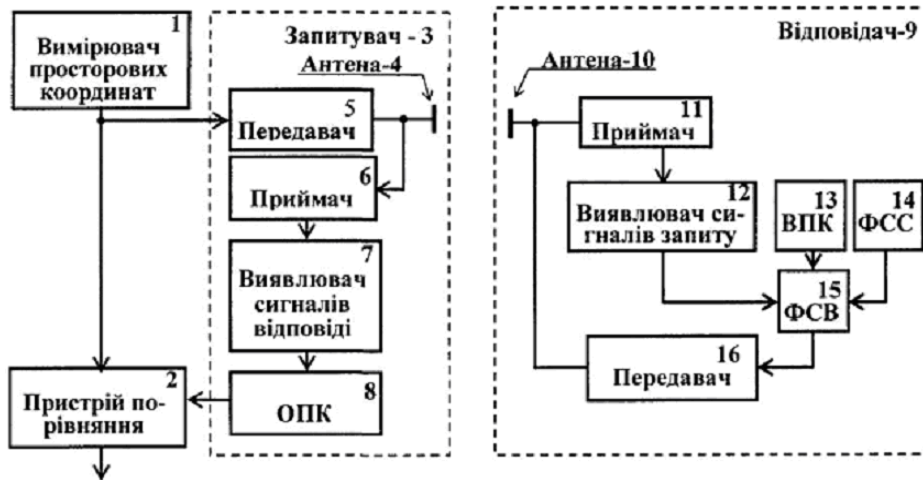 1
Вимірювач
просторових
координат
Запитувач - 3
Антена-4
5
Передавач
6
Приймач
7
Виявлювач
сигналів
відповіді
8
ОПК
2
Пристрій по-
рівняння
Відповідач-9
Антена-10
11
Приймач
12
Виявлювач си-
гналів запиту
13
ВПК
14
ФСС
15
ФСВ
16
Передавач